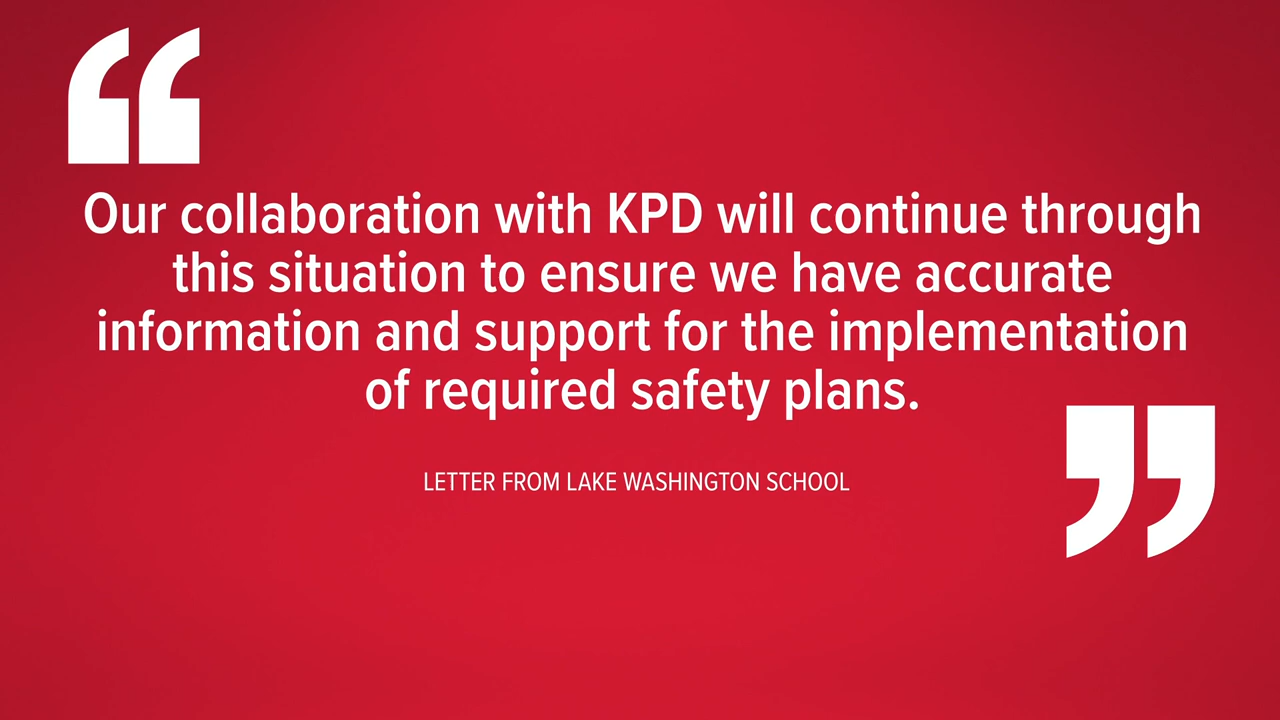 “
Our collaboration with KPD will continue through
this situation to ensure we have accurate
information and support for the implementation
of required safety plans.
”
LETTER FROM LAKE WASHINGTON SCHOOL